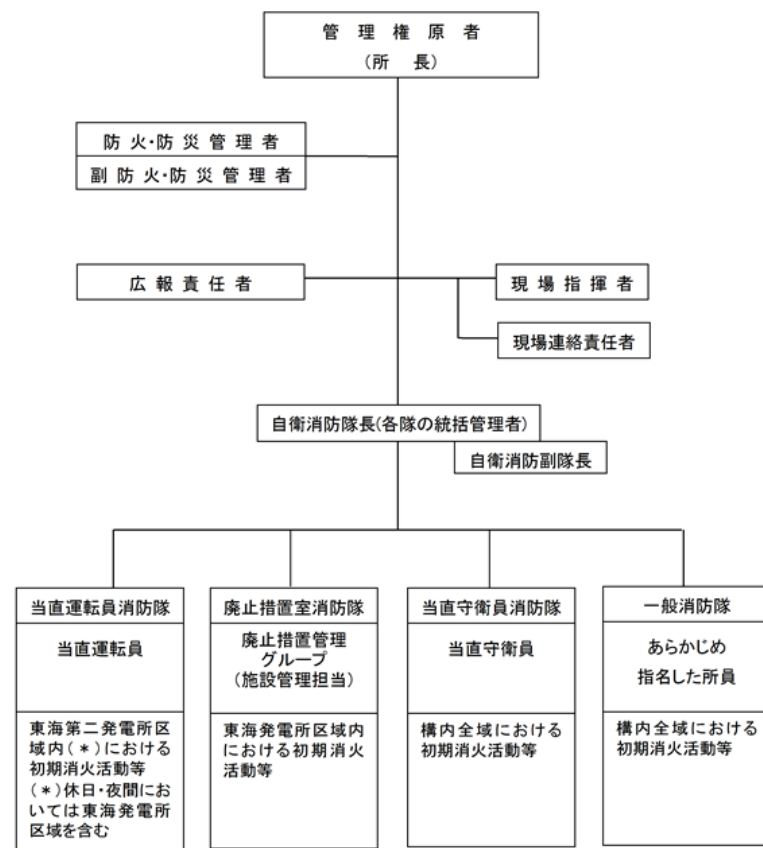 管理権原者
(所 長)
防火・防災管理者
副防火・防災管理者
広報責任者
現場指揮者
現場連絡責任者
自衛消防隊長(各隊の統括管理者)
自衛消防副隊長
当直運転員消防隊
当直運転員
東海第二発電所区
域内(*)における
初期消火活動等
(*)休日・夜間にお
いては東海発電所
区域を含む
廃止措置室消防隊
廃止措置管理
グループ
(施設管理担当)
東海発電所区域内
における初期消火
活動等
当直守衛員消防隊
当直守衛員
構内全域における
初期消火活動等
一般消防隊
あらかじめ
指名した所員
構内全域における
初期消火活動等